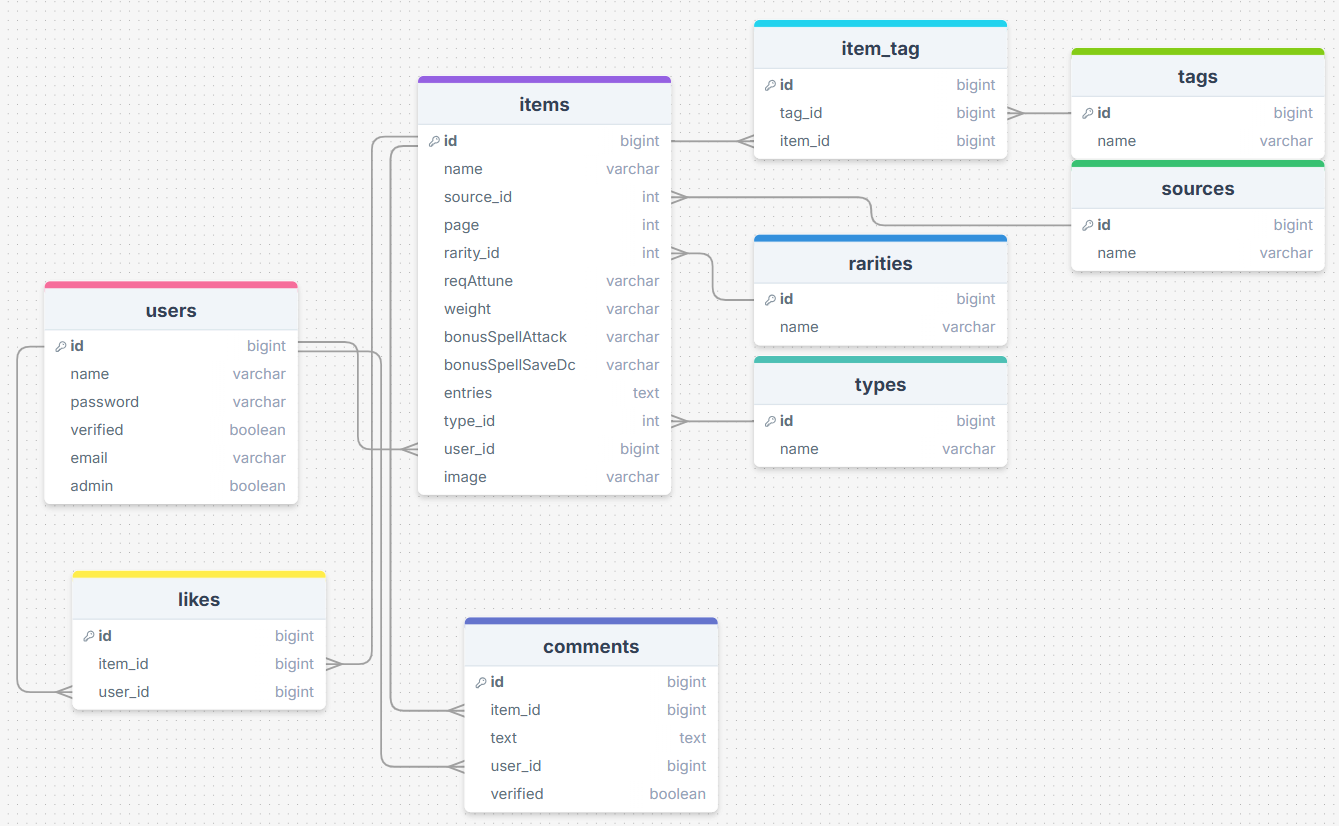 item_tag
id bigint
tag_id bigint
item_id bigint
tags
id bigint
name varchar
items
id bigint
name varchar
source_id int
page int
rarity_id int
reqAttune varchar
weight varchar
bonusSpellAttack varchar
bonusSpellSaveDc varchar
entries text
type_id int
user_id bigint
image varchar
sources
id bigint
name varchar
rarities
id bigint
name varchar
types
id bigint
name varchar
users
id bigint
name varchar
password varchar
verified boolean
email varchar
admin boolean
likes
id bigint
item_id bigint
user_id bigint
comments
id bigint
item_id bigint
text text
user_id bigint
verified boolean